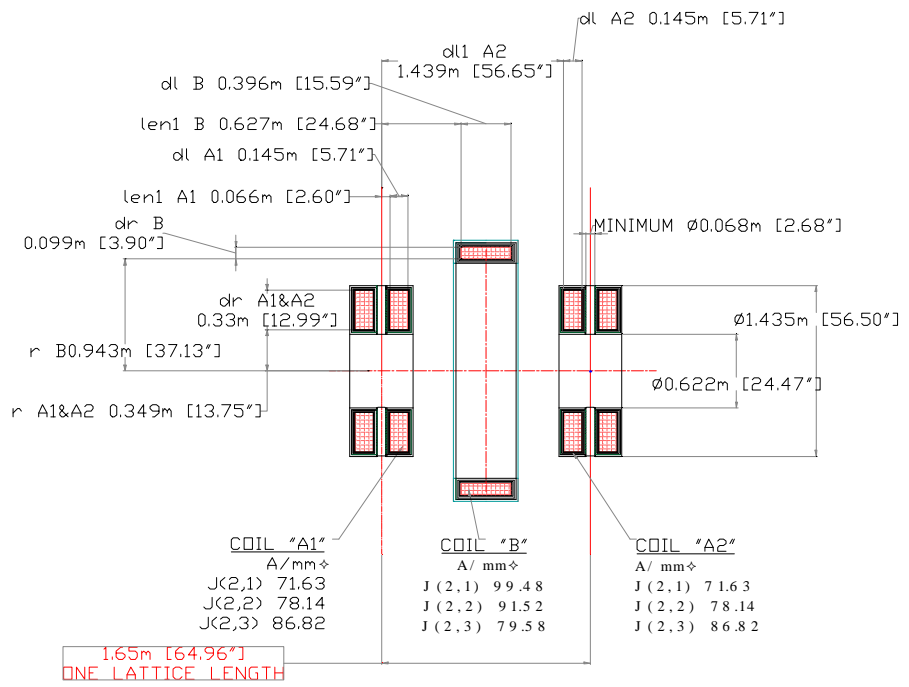 dl A2 0.145m [5.71"]
dl1 A2
1.439m [56.65"]
dl B 0.396m [15.59"]
len1 B 0.627m [24.68"]
dl A1 0.145m [5.71"]
len1 A1 0.066m [2.60"]
dr B
0.099m [3.90"]
MINIMUM Ø0.068m [2.68"]
dr A1&A2
0.33m [12.99"]
Ø1.435m [56.50"]
r B0.943m [37.13"]
Ø0.622m [24.47"]
r A1&A2 0.349m [13.75"]
COIL "A1"
A/mm✧
J(2,1) 71.63
J(2,2) 78.14
J(2,3) 86.82
COIL "B"
A/ mm✧
J (2,1) 99.48
J (2,2) 91.52
J (2,3) 79.58
COIL "A2"
A/ mm✧
J (2,1) 71.63
J (2,2) 78.14
J (2,3) 86.82
1.65m [64.96"]
ONE LATTICE LENGTH